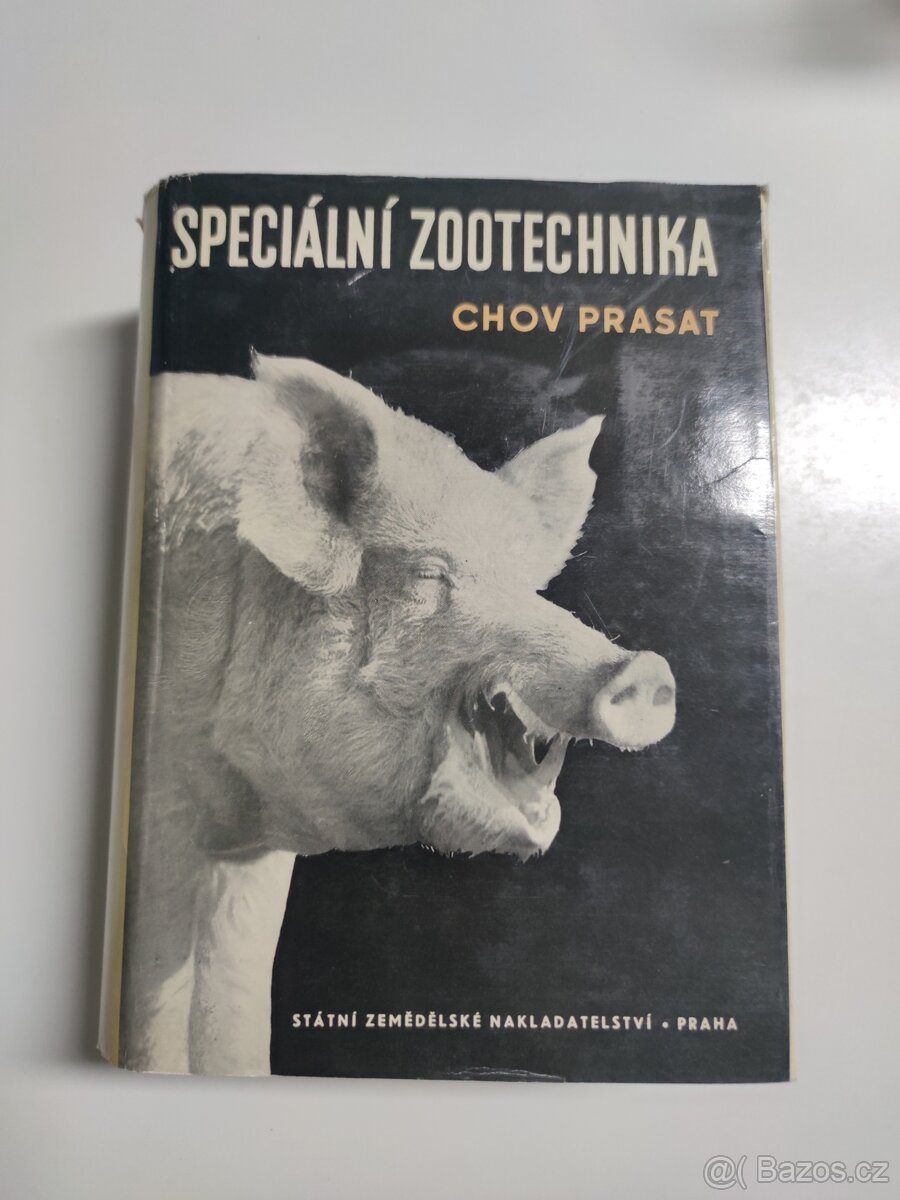 SPECIÁLNÍ ZOOTECHNIKA
CHOV PRASAT
STÁTNÍ ZEMĚDĚLSKÉ NAKLADATELSTVÍ • PRAHA
@( Bazos.cz